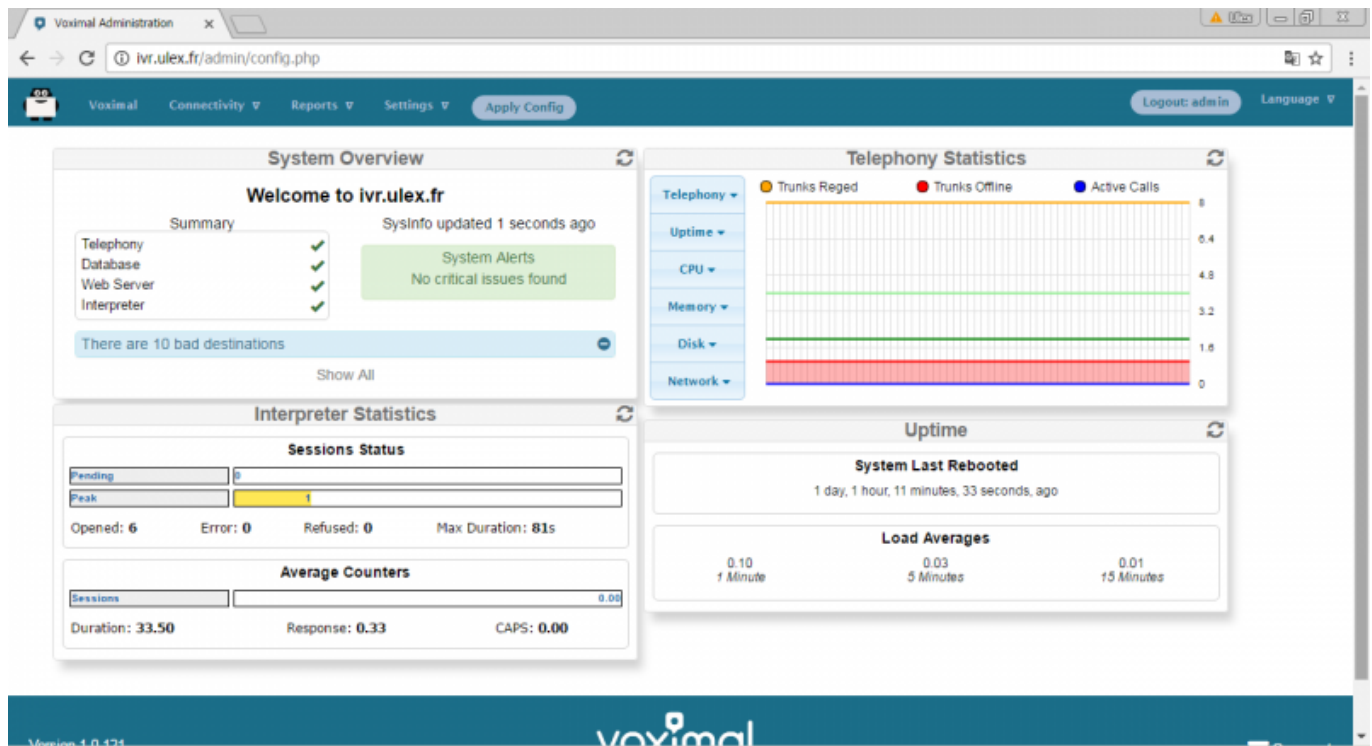 Voximal Administration
ivr.ulex.fr/admin/config.php
Voximal Connectivity Reports Settings Apply Config Logout: admin Language
System Overview
Welcome to ivr.ulex.fr
Summary
SysInfo updated 1 seconds ago
Telephony
Database
Web Server
Interpreter
System Alerts
No critical issues found
There are 10 bad destinations
Show All
Telephony Statistics
Telephony
Uptime
CPU
Memory
Disk
Network
Trunks Reged Trunks Offline Active Calls
8
6.4
4.8
3.2
1.6
0
Interpreter Statistics
Sessions Status
Pending 0
Peak 1
Opened: 6 Error: 0 Refused: 0 Max Duration: 81s
Average Counters
Sessions 0.00
Duration: 33.50 Response: 0.33 CAPS: 0.00
Uptime
System Last Rebooted
1 day, 1 hour, 11 minutes, 33 seconds, ago
Load Averages
0.10 0.03 0.01
1 Minute 5 Minutes 15 Minutes
Version 1.0.121
voximal